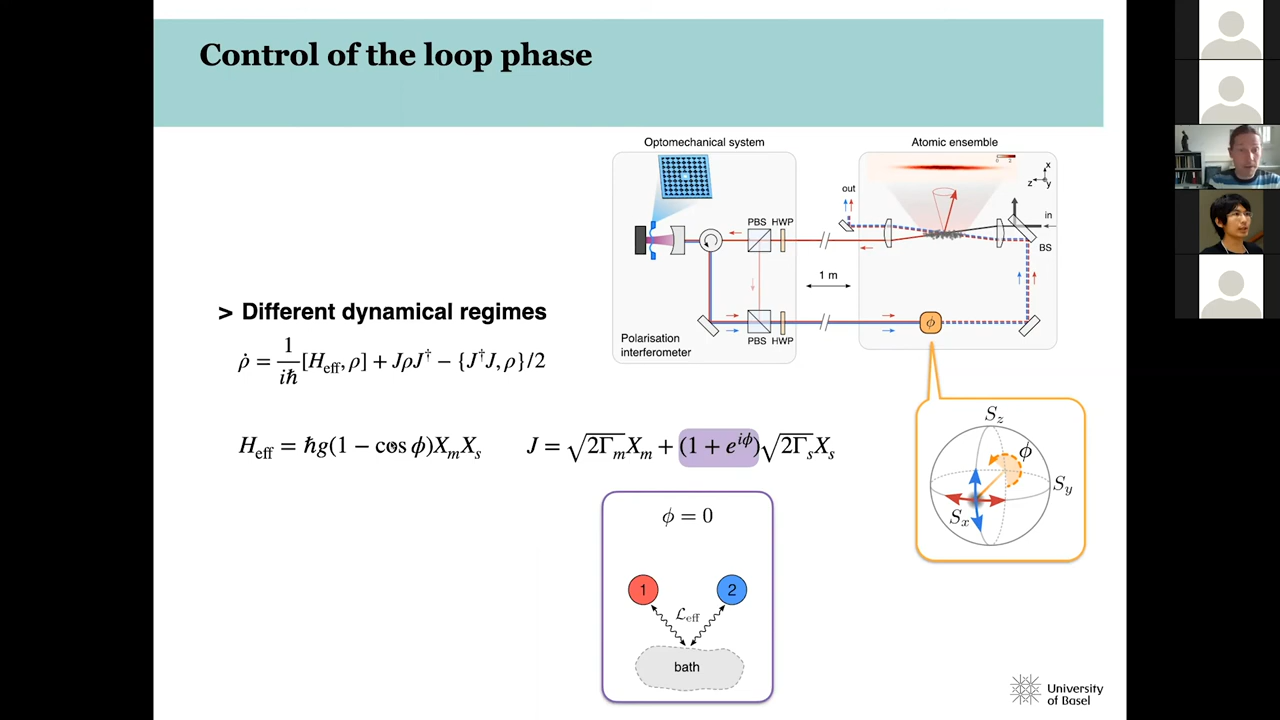 Control of the loop phase
Optomechanical system
Atomic ensemble
x
z
y
out
PBS HWP
in
BS
1 m
> Different dynamical regimes
ϕ
Polarisation
interferometer
PBS HWP
ρ̇ = 1/iħ [H_eff, ρ] + JρJ† − {J†J, ρ}/2
S_z
ϕ
H_eff = ħg(1 − cos ϕ)X_m X_s
J = √2Γ_m X_m + (1 + e^{iϕ})√2Γ_s X_s
S_y
S_x
ϕ = 0
1
2
ℒ_eff
bath
University
of Basel